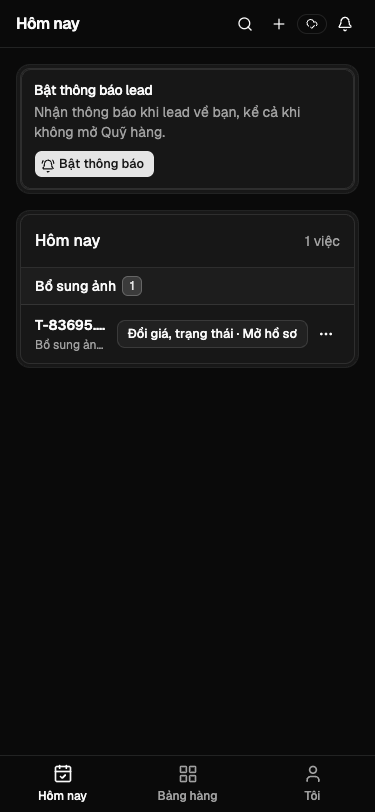 Hôm nay
Bật thông báo lead
Nhận thông báo khi lead về bạn, kể cả khi
không mở Quỹ hàng.
Bật thông báo
Hôm nay
1 việc
Bổ sung ảnh 1
T-83695....
Bổ sung ản...
Đổi giá, trạng thái · Mở hồ sơ
Hôm nay
Bảng hàng
Tôi